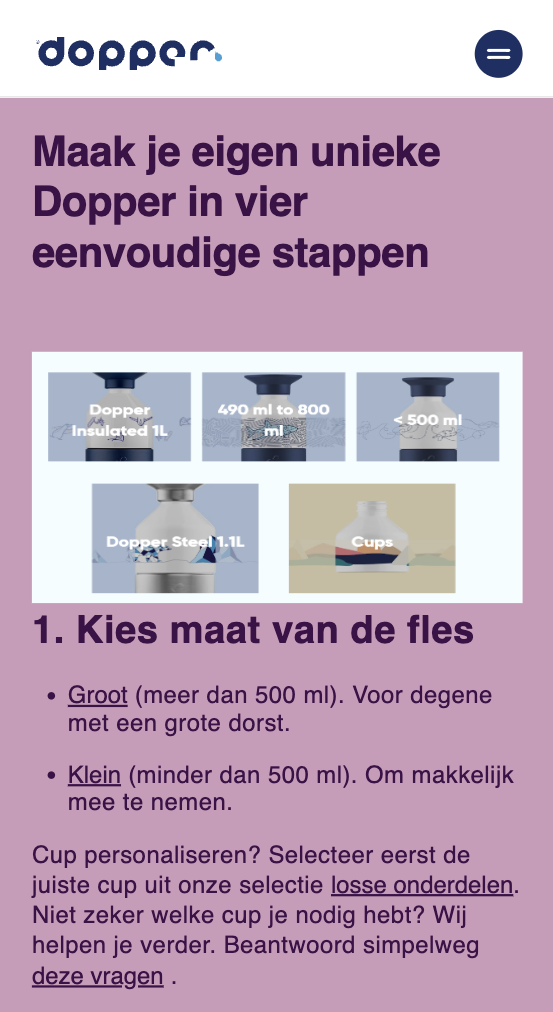 dopper
Maak je eigen unieke
Dopper in vier
eenvoudige stappen
Dopper
Insulated 1L
490 ml to 800
ml
< 500 ml
Dopper Steel 1.1L
Cups
1. Kies maat van de fles
• Groot (meer dan 500 ml). Voor degene
met een grote dorst.
• Klein (minder dan 500 ml). Om makkelijk
mee te nemen.
Cup personaliseren? Selecteer eerst de
juiste cup uit onze selectie losse onderdelen.
Niet zeker welke cup je nodig hebt? Wij
helpen je verder. Beantwoord simpelweg
deze vragen .